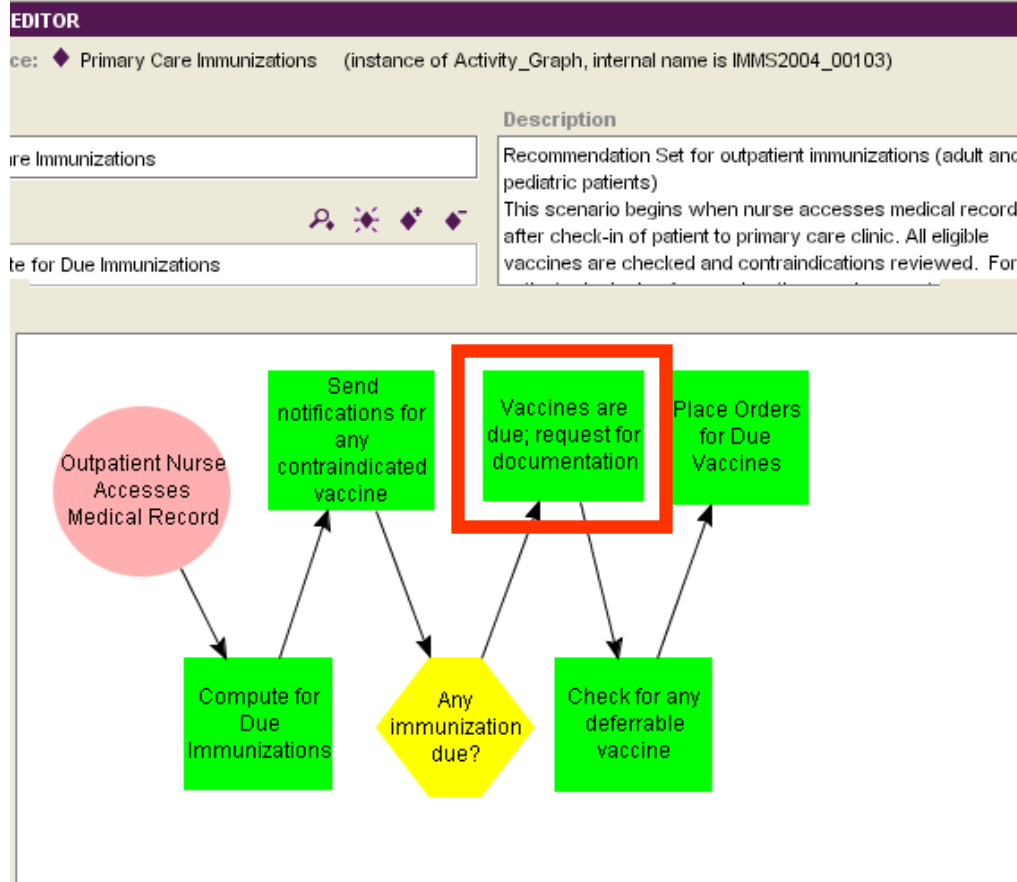 EDITOR
ce: Primary Care Immunizations (instance of Activity_Graph, internal name is IMMS2004_00103)
Description
re Immunizations
Recommendation Set for outpatient immunizations (adult and
pediatric patients)
This scenario begins when nurse accesses medical record
after check-in of patient to primary care clinic. All eligible
vaccines are checked and contraindications reviewed. For
te for Due Immunizations
Outpatient Nurse
Accesses
Medical Record
Send
notifications for
any
contraindicated
vaccine
Vaccines are
due; request for
documentation
Place Orders
for Due
Vaccines
Compute for
Due
Immunizations
Any
immunization
due?
Check for any
deferrable
vaccine